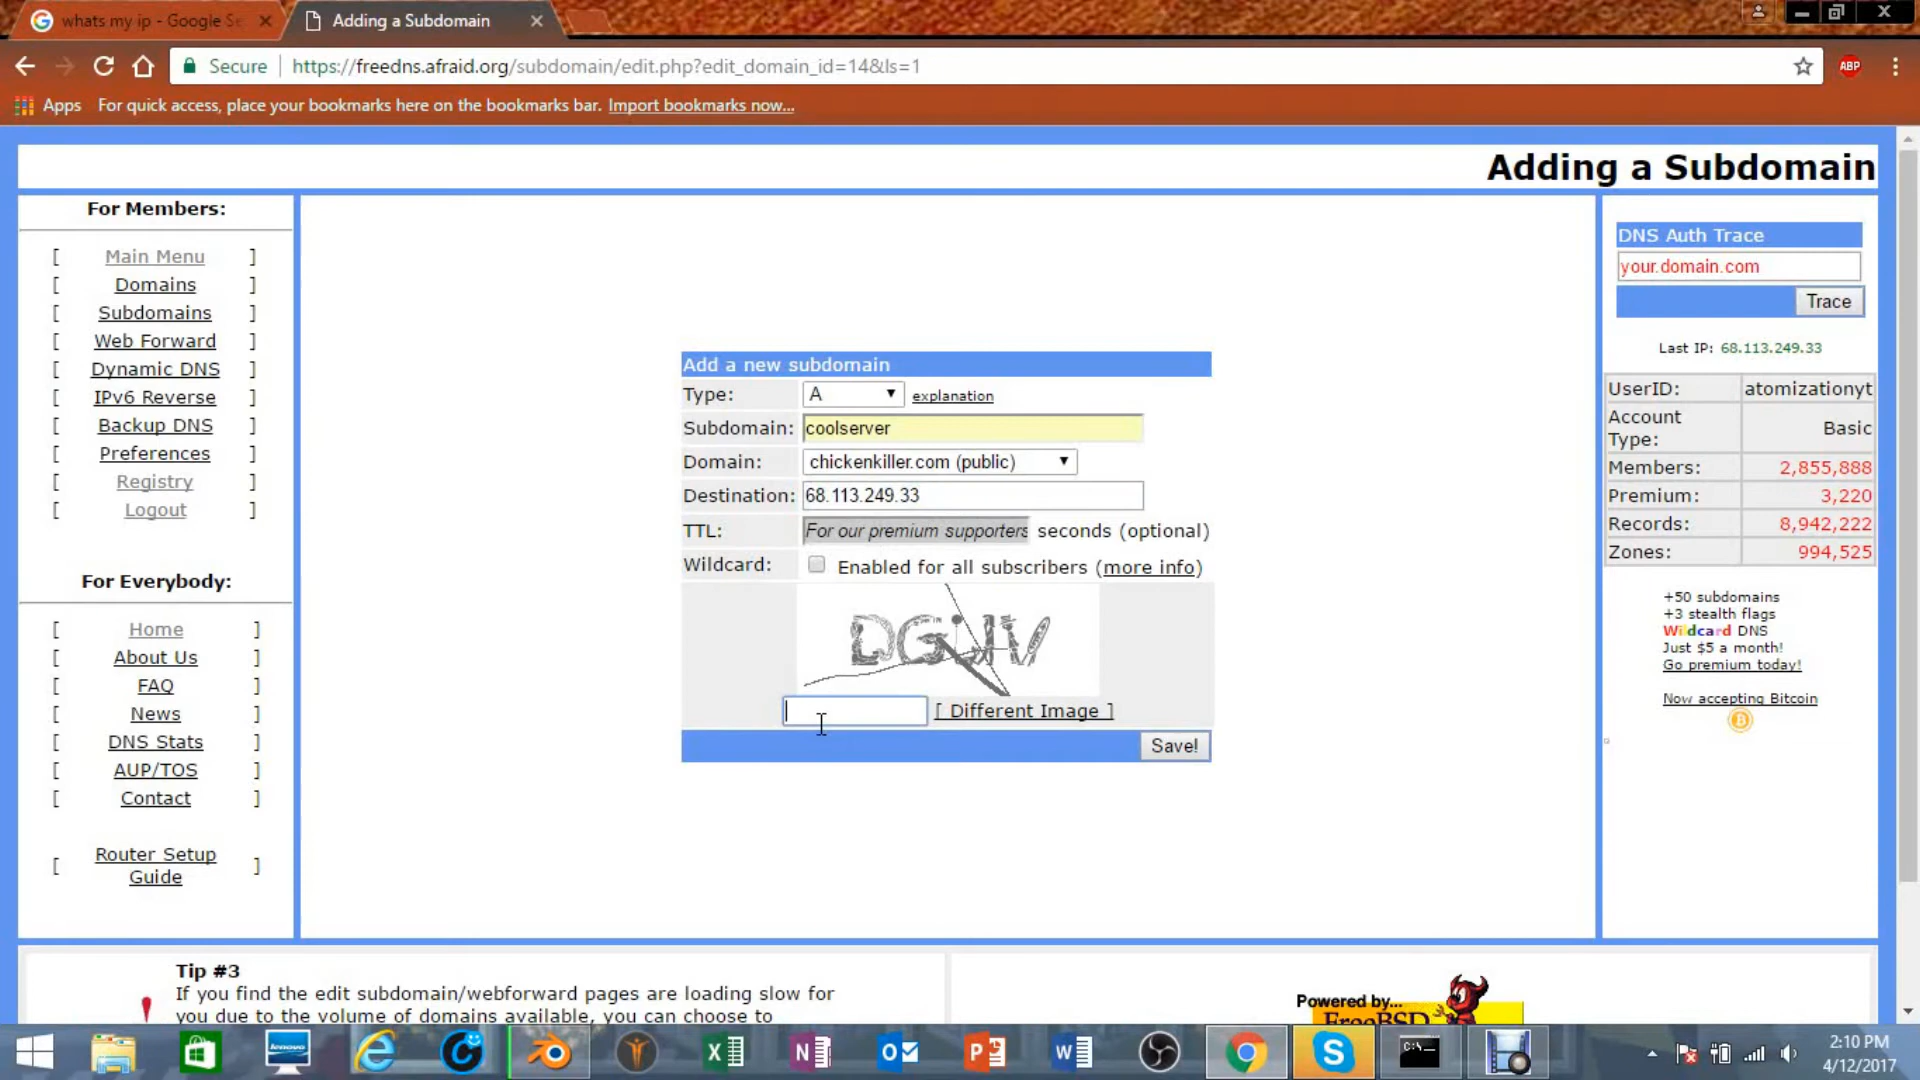 whats my ip - Google Se
Adding a Subdomain
Secure https://freedns.afraid.org/subdomain/edit.php?edit_domain_id=14&ls=1
ABP
Apps For quick access, place your bookmarks here on the bookmarks bar. Import bookmarks now...
Adding a Subdomain
For Members:
[ Main Menu ]
[ Domains ]
[ Subdomains ]
[ Web Forward ]
[ Dynamic DNS ]
[ IPv6 Reverse ]
[ Backup DNS ]
[ Preferences ]
[ Registry ]
[ Logout ]
For Everybody:
[ Home ]
[ About Us ]
[ FAQ ]
[ News ]
[ DNS Stats ]
[ AUP/TOS ]
[ Contact ]
[ Router Setup
Guide ]
Add a new subdomain
Type: A explanation
Subdomain: coolserver
Domain: chickenkiller.com (public)
Destination: 68.113.249.33
TTL: For our premium supporters seconds (optional)
Wildcard: Enabled for all subscribers (more info)
[ Different Image ]
Save!
DNS Auth Trace
your.domain.com
Trace
Last IP: 68.113.249.33
UserID: atomizationyt
Account
Type: Basic
Members: 2,855,888
Premium: 3,220
Records: 8,942,222
Zones: 994,525
+50 subdomains
+3 stealth flags
Wildcard DNS
Just $5 a month!
Go premium today!
Now accepting Bitcoin
Tip #3
If you find the edit subdomain/webforward pages are loading slow for
you due to the volume of domains available, you can choose to
Powered by...
FreeBSD
lenovo
2:10 PM
4/12/2017